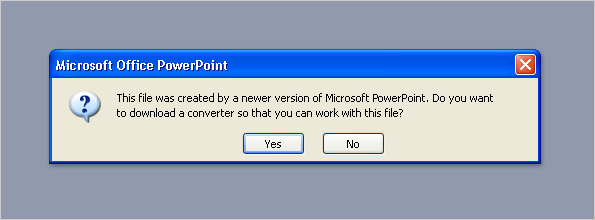 Microsoft Office PowerPoint
This file was created by a newer version of Microsoft PowerPoint. Do you want
to download a converter so that you can work with this file?
Yes No